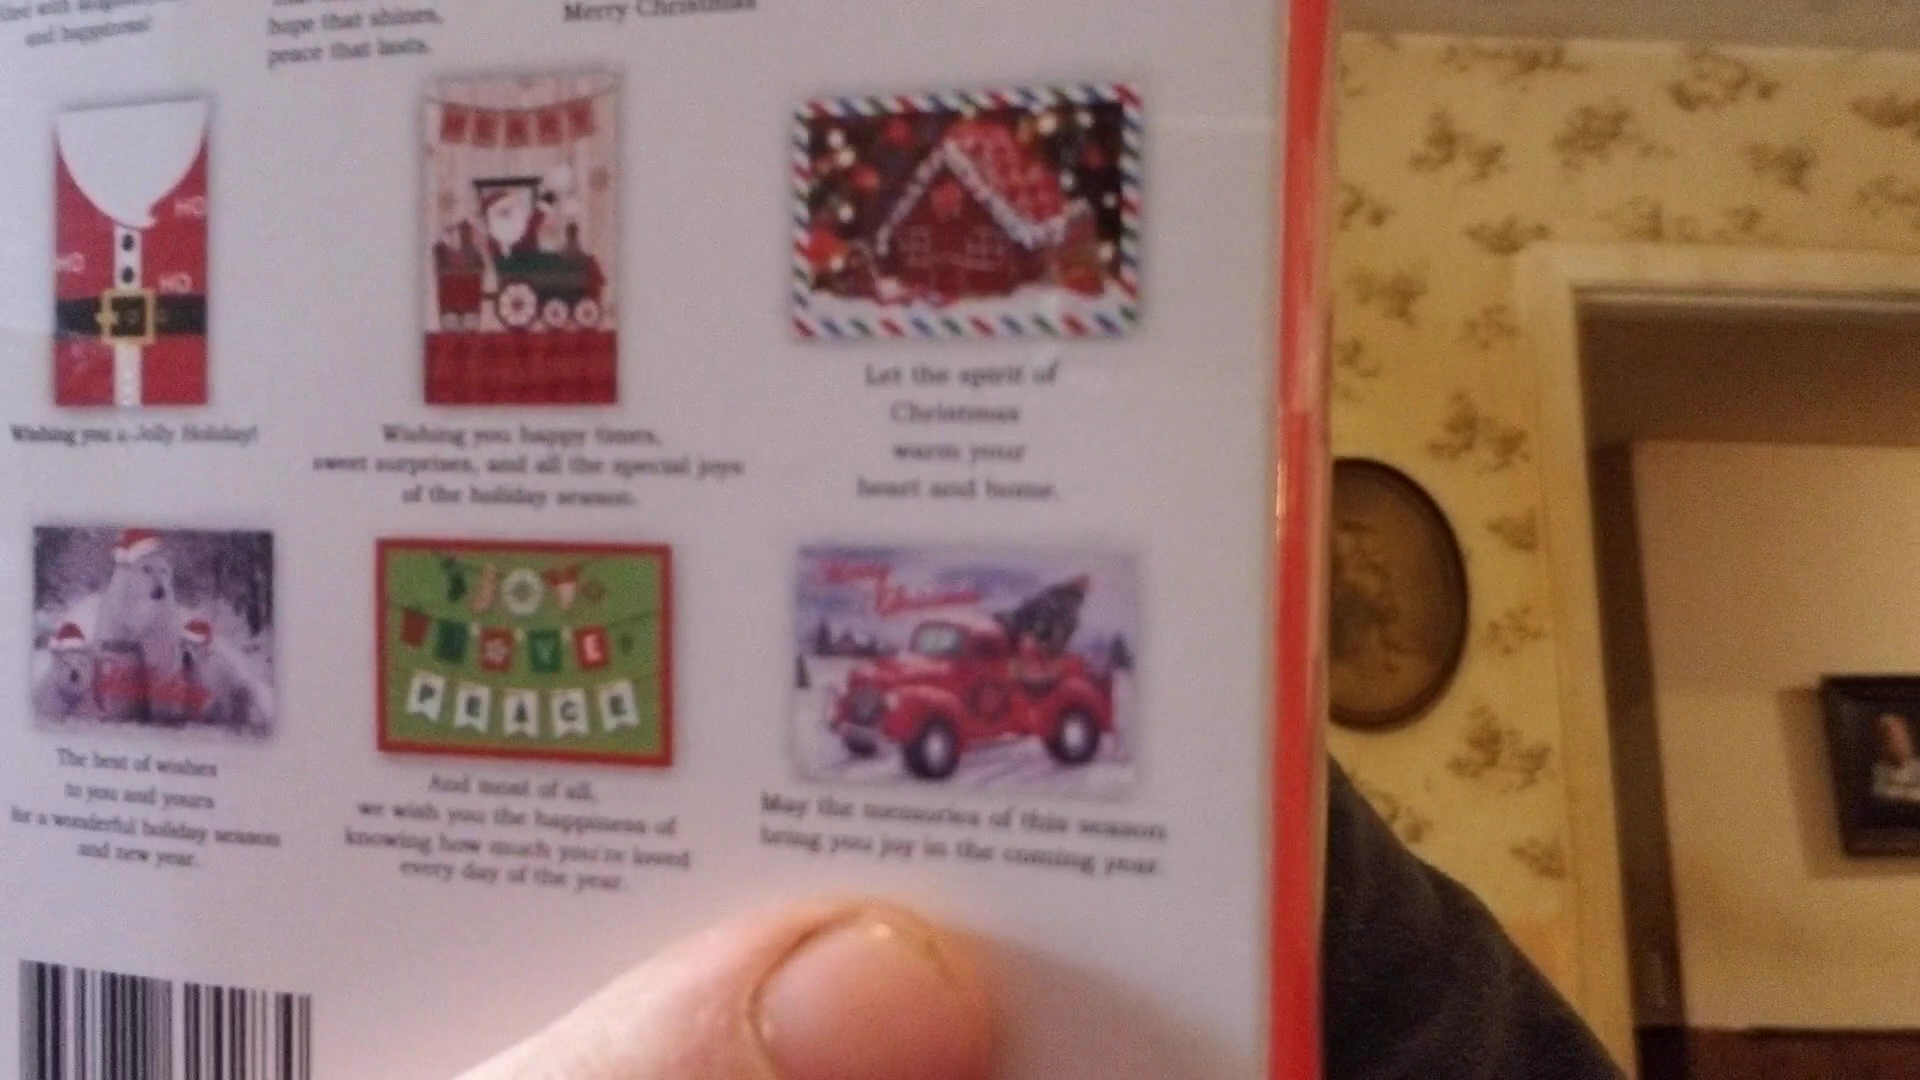 and happiness!
hope that shines,
peace that lasts.
Merry Christmas
HO
HO
HO
MERRY
Wishing you a Jolly Holiday!
Wishing you happy times,
sweet surprises, and all the special joys
of the holiday season.
Let the spirit of
Christmas
warm your
heart and home.
The best of wishes
to you and yours
for a wonderful holiday season
and new year.
JOY
LOVE
PEACE
And most of all,
we wish you the happiness of
knowing how much you're loved
every day of the year.
Merry
Christmas
May the memories of this season
bring you joy in the coming year.